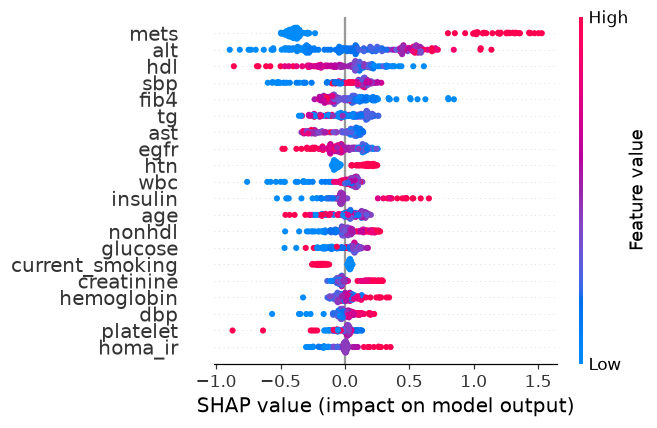 High
mets
alt
hdl
sbp
fib4
tg
ast
egfr
htn
wbc
insulin
age
nonhdl
glucose
current_smoking
creatinine
hemoglobin
dbp
platelet
homa_ir
Feature value
Low
−1.0 −0.5 0.0 0.5 1.0 1.5
SHAP value (impact on model output)